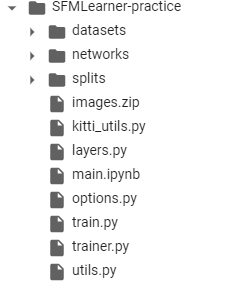 SFMLearner-practice
datasets
networks
splits
images.zip
kitti_utils.py
layers.py
main.ipynb
options.py
train.py
trainer.py
utils.py